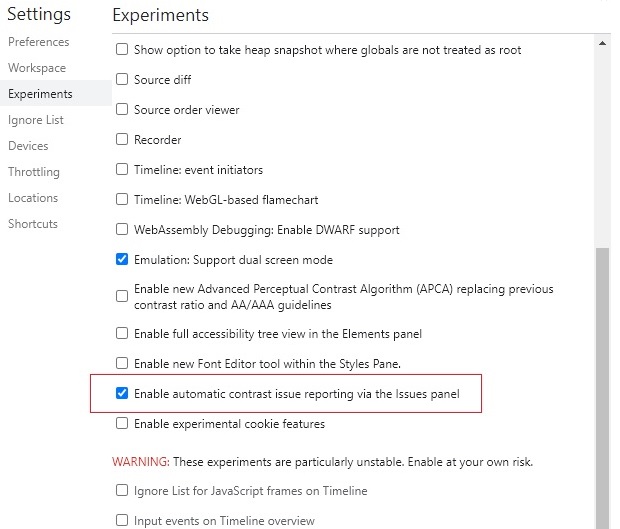 Settings
Preferences
Workspace
Experiments
Ignore List
Devices
Throttling
Locations
Shortcuts
Experiments
Show option to take heap snapshot where globals are not treated as root
Source diff
Source order viewer
Recorder
Timeline: event initiators
Timeline: WebGL-based flamechart
WebAssembly Debugging: Enable DWARF support
Emulation: Support dual screen mode
Enable new Advanced Perceptual Contrast Algorithm (APCA) replacing previous
contrast ratio and AA/AAA guidelines
Enable full accessibility tree view in the Elements panel
Enable new Font Editor tool within the Styles Pane.
Enable automatic contrast issue reporting via the Issues panel
Enable experimental cookie features
WARNING: These experiments are particularly unstable. Enable at your own risk.
Ignore List for JavaScript frames on Timeline
Input events on Timeline overview